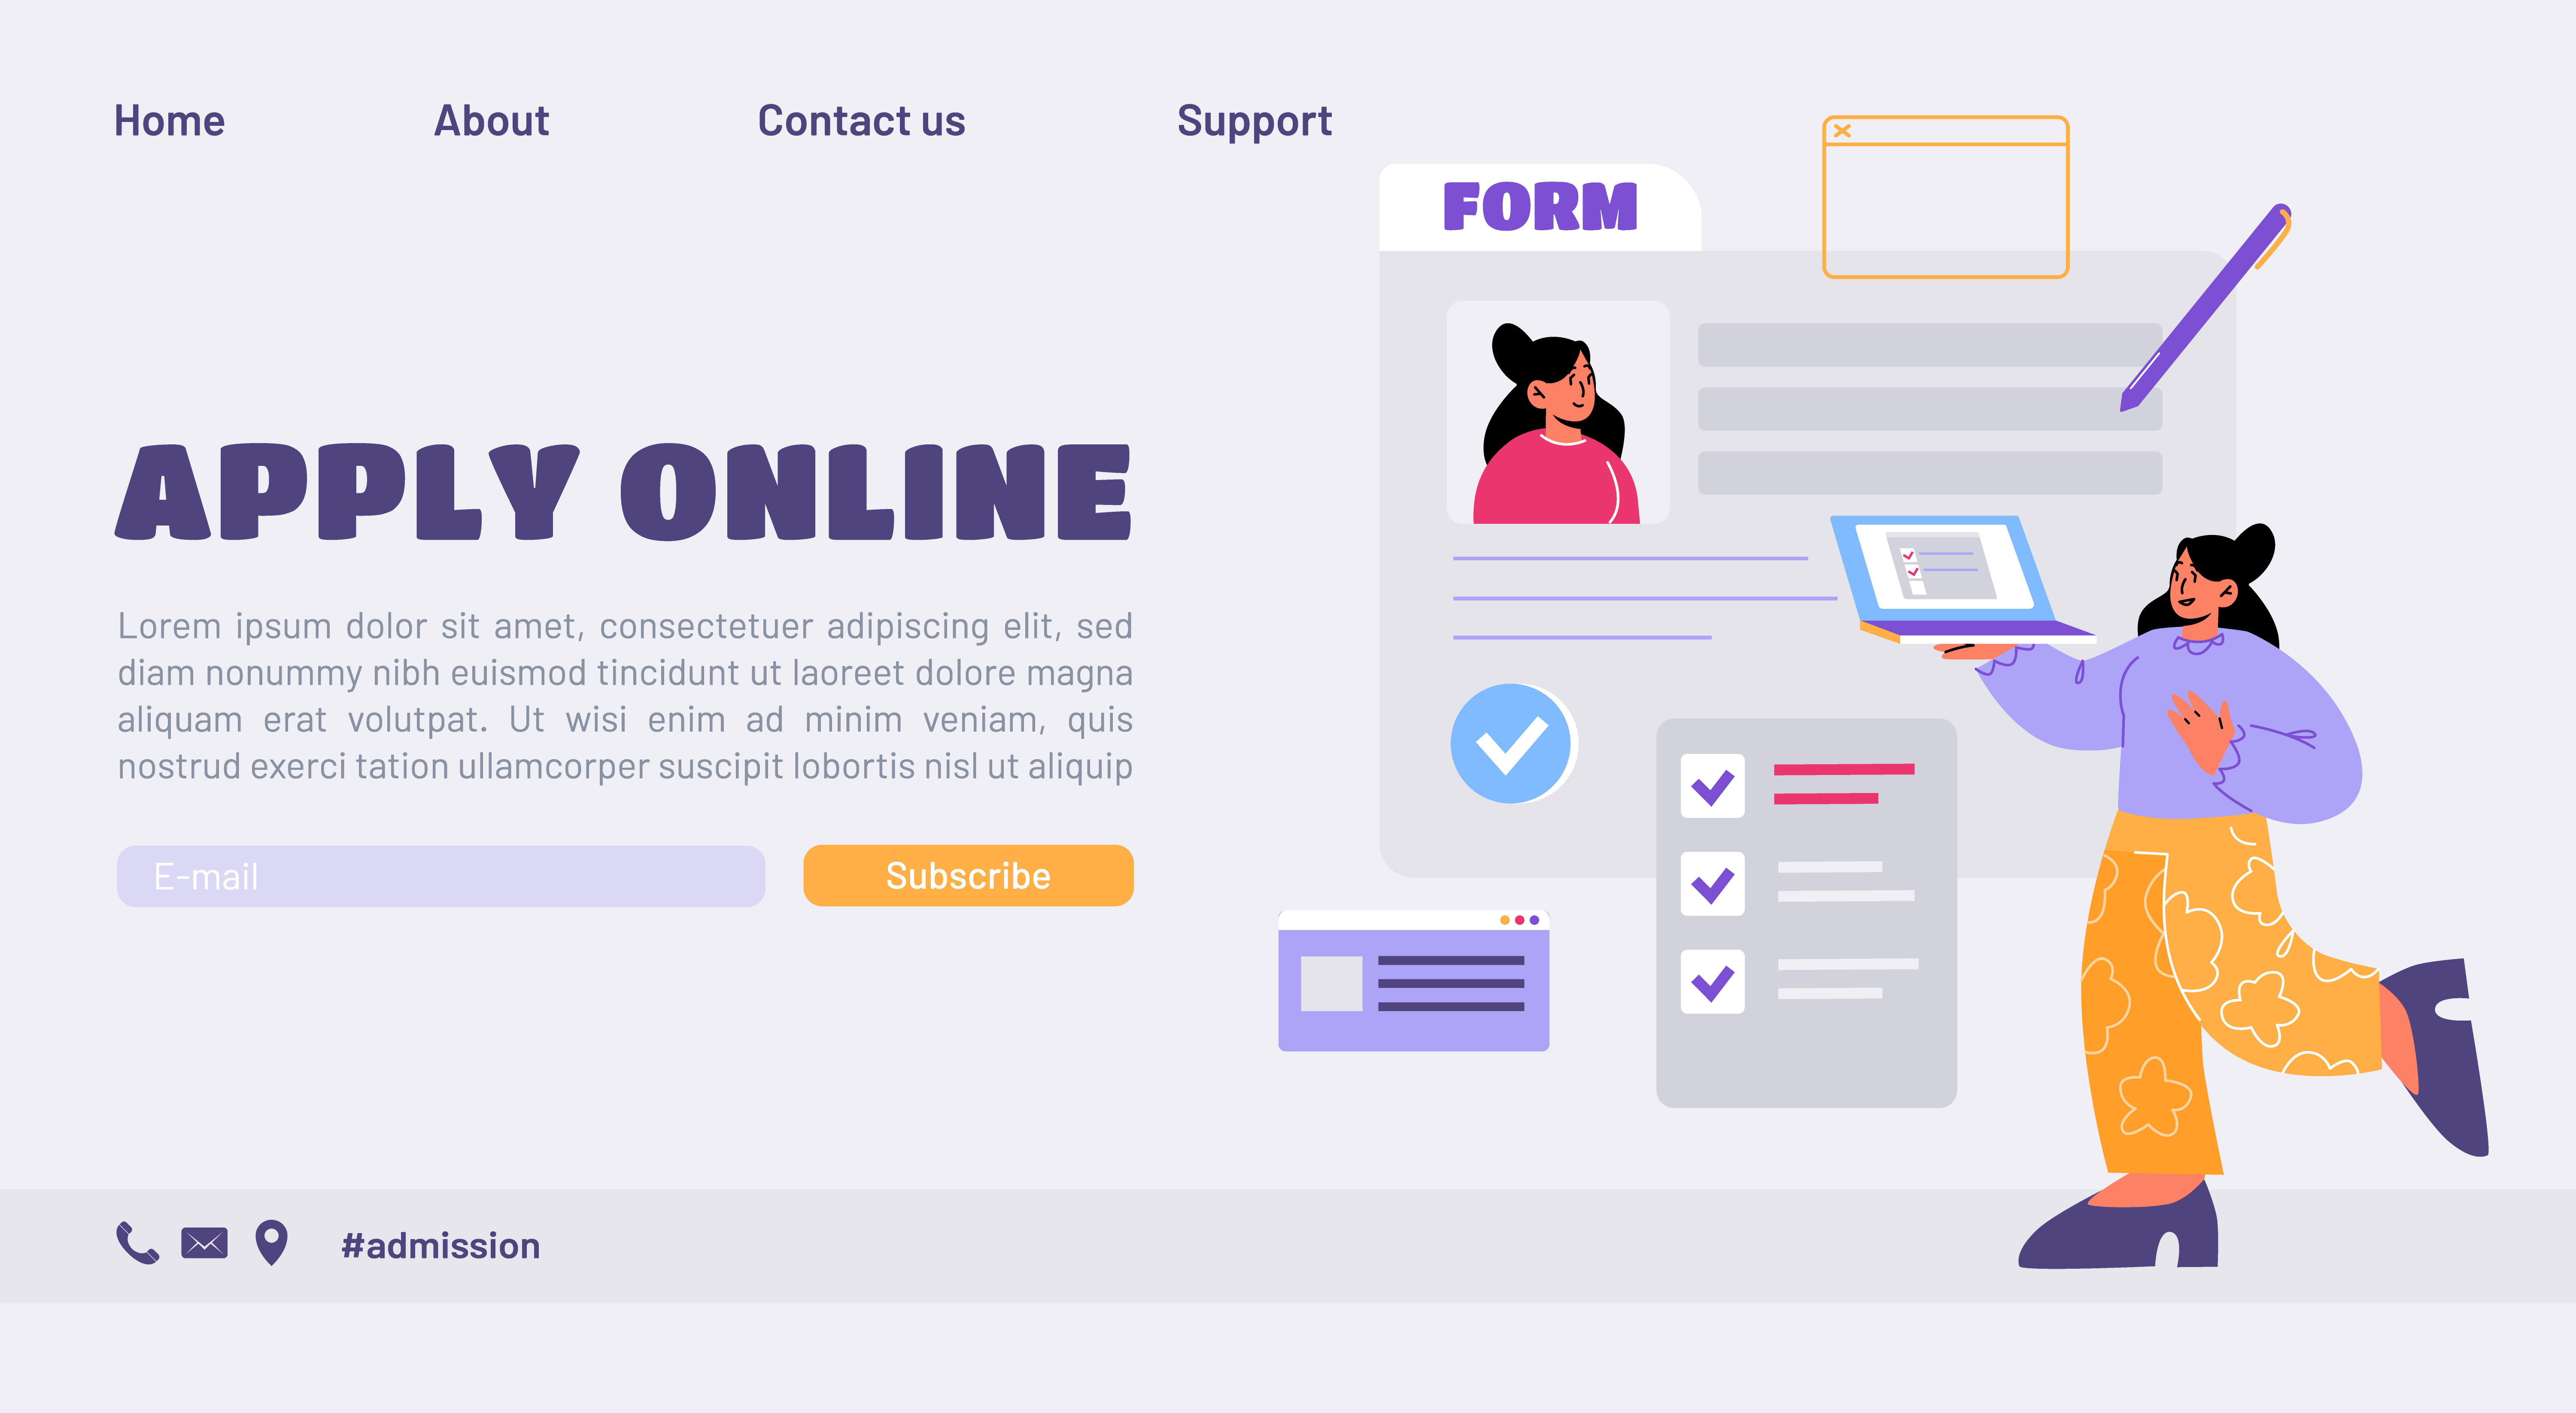 Home About Contact us Support
FORM
APPLY ONLINE
Lorem ipsum dolor sit amet, consectetuer adipiscing elit, sed
diam nonummy nibh euismod tincidunt ut laoreet dolore magna
aliquam erat volutpat. Ut wisi enim ad minim veniam, quis
nostrud exerci tation ullamcorper suscipit lobortis nisl ut aliquip
E-mail Subscribe
#admission